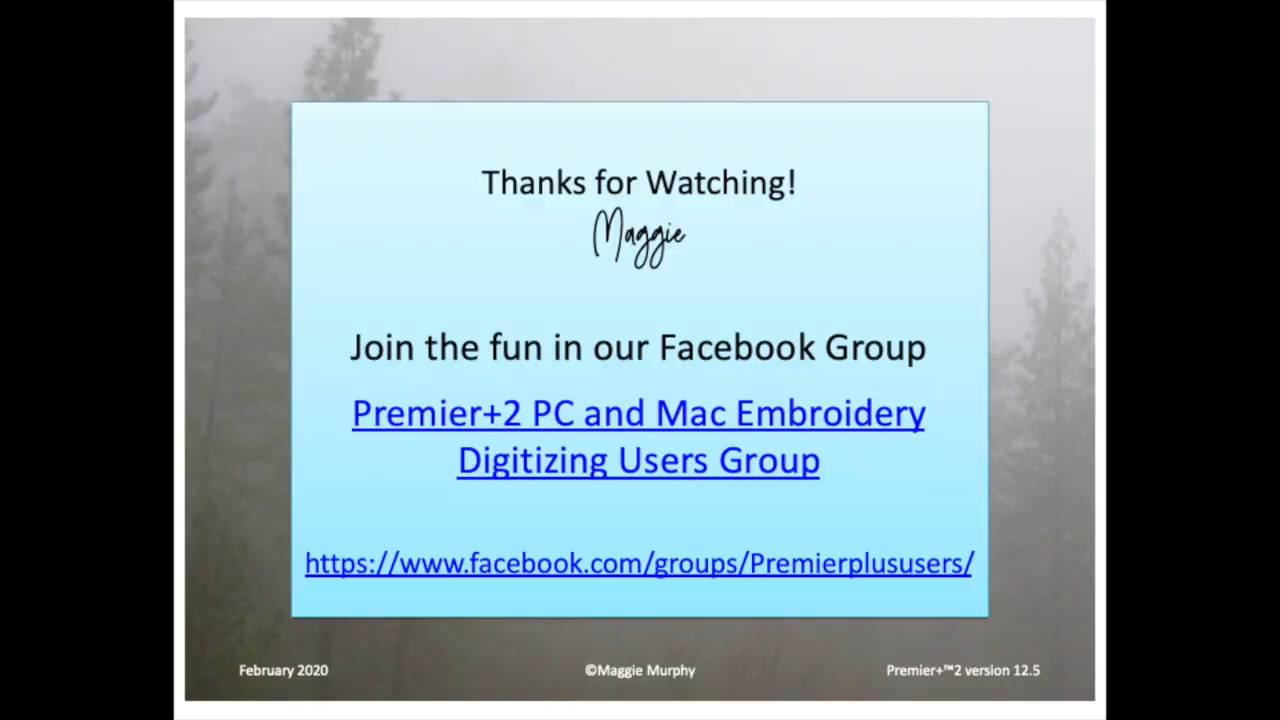 Thanks for Watching!
Maggie
Join the fun in our Facebook Group
Premier+2 PC and Mac Embroidery
Digitizing Users Group
https://www.facebook.com/groups/Premierplususers/
February 2020
©Maggie Murphy
Premier+™2 version 12.5